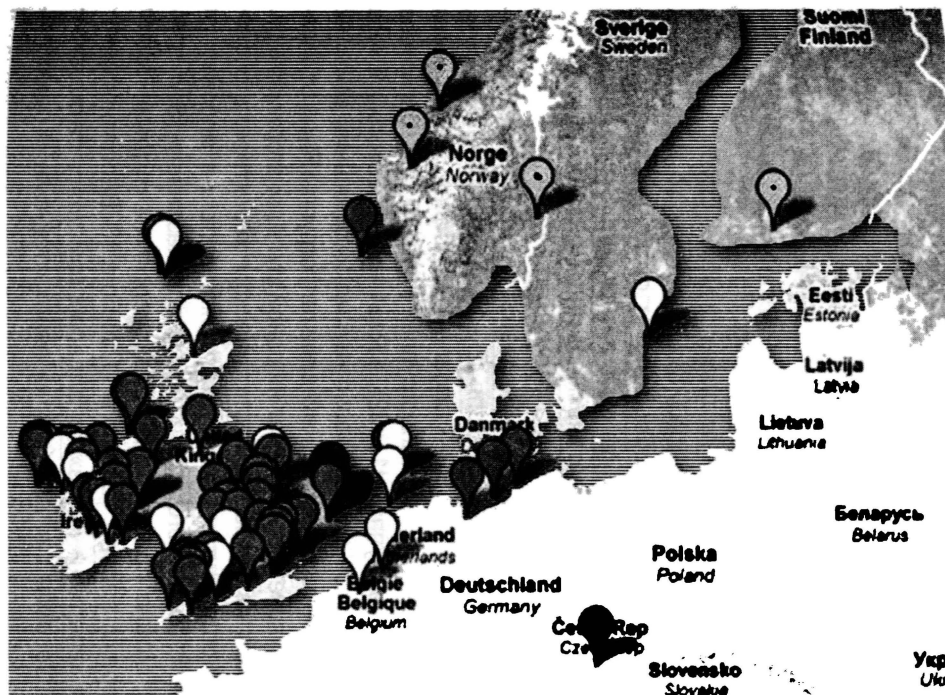 Sverige
Sweden
Suomi
Finland
Norge
Norway
Eesti
Estonia
Latvija
Latvia
Danmark
Lietuva
Lithuania
Беларусь
Belarus
Polska
Poland
Deutschland
Germany
België
Belgique
Belgium
Slovensko
Slovakia